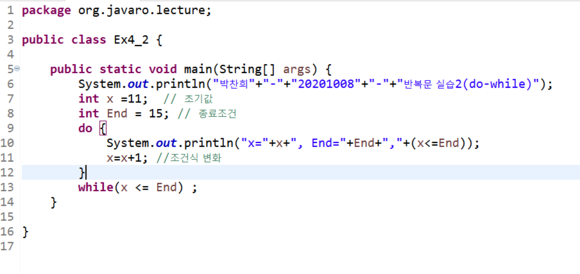 1 package org.javaro.lecture;
2
3 public class Ex4_2 {
4
5 public static void main(String[] args) {
6 System.out.println("박찬희"+"-"+"20201008"+"-"+"반복문 실습2(do-while)");
7 int x =11; // 초기값
8 int End = 15; // 종료조건
9 do {
10 System.out.println("x="+x+", End="+End+","+(x<=End));
11 x=x+1; //조건식 변화
12 }
13 while(x <= End) ;
14 }
15
16 }
17